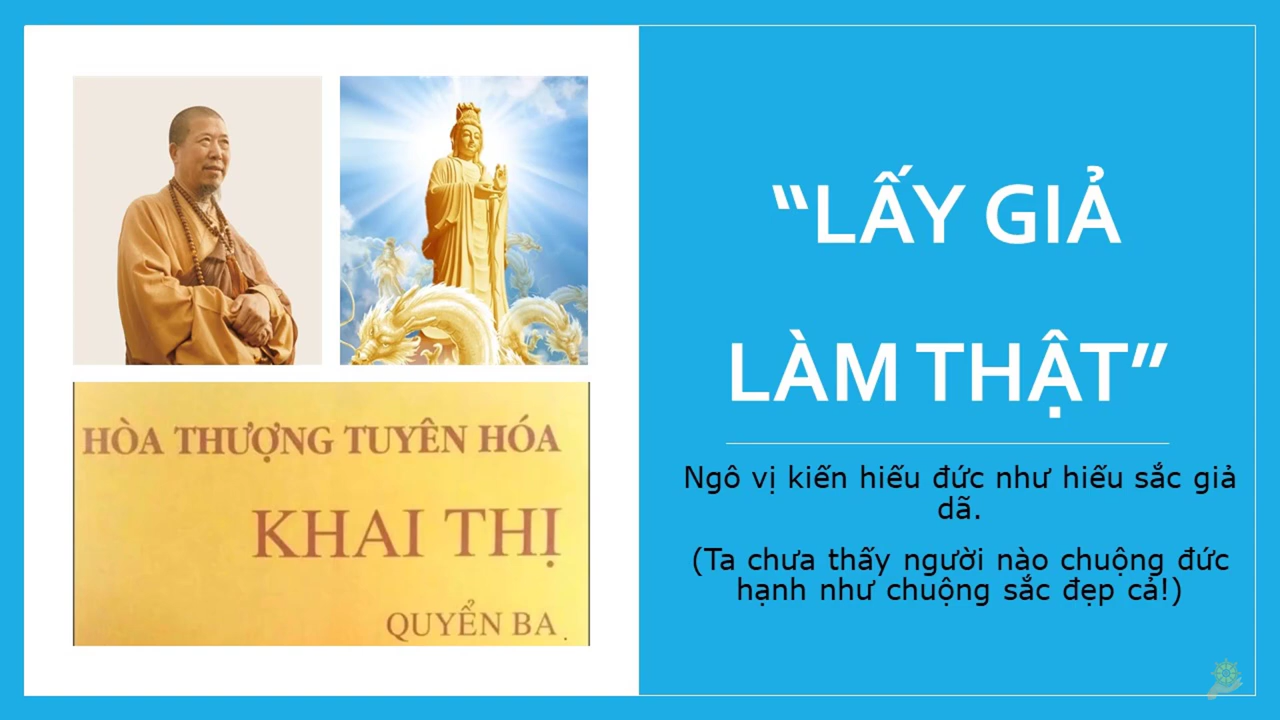 HÒA THƯỢNG TUYÊN HÓA
KHAI THỊ
QUYỂN BA
“LẤY GIẢ
LÀM THẬT”
Ngô vị kiến hiếu đức như hiếu sắc giả
dã.
(Ta chưa thấy người nào chuộng đức
hạnh như chuộng sắc đẹp cả!)